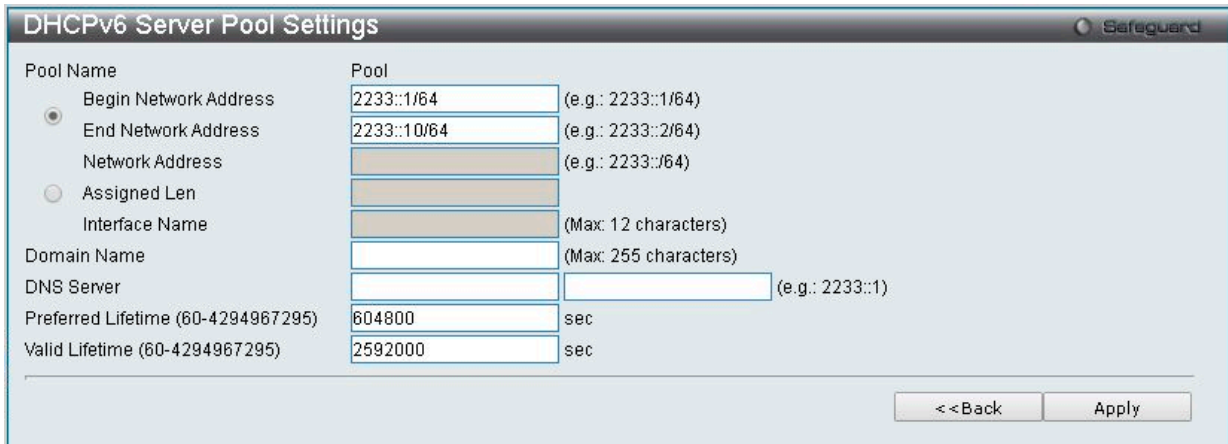 DHCPv6 Server Pool Settings Safeguard
Pool Name Pool
Begin Network Address 2233::1/64 (e.g.: 2233::1/64)
End Network Address 2233::10/64 (e.g.: 2233::2/64)
Network Address (e.g.: 2233::/64)
Assigned Len
Interface Name (Max: 12 characters)
Domain Name (Max: 255 characters)
DNS Server (e.g.: 2233::1)
Preferred Lifetime (60-4294967295) 604800 sec
Valid Lifetime (60-4294967295) 2592000 sec
<<Back Apply